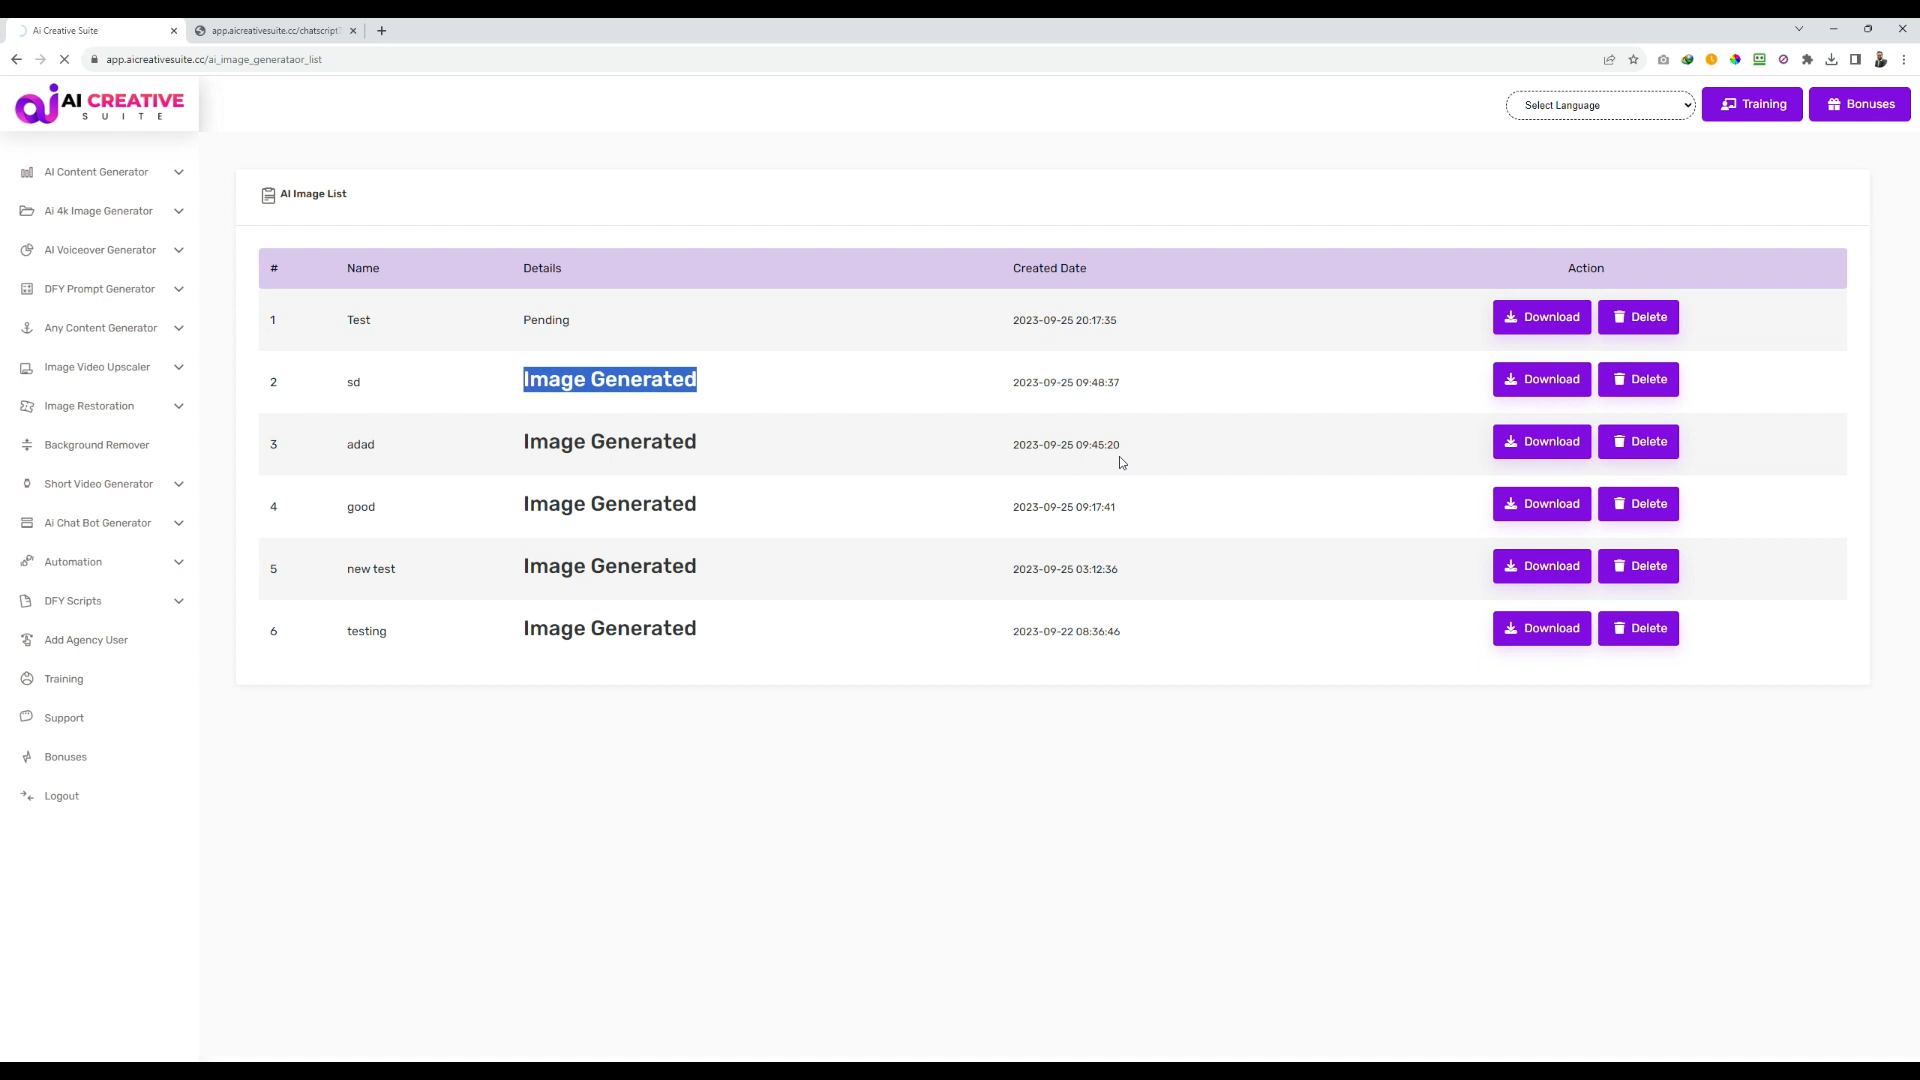 Ai Creative Suite
app.aicreativesuite.cc/chatscript
app.aicreativesuite.cc/ai_image_generataor_list
ai AI CREATIVE
SUITE
Select Language
Training
Bonuses
AI Content Generator
Ai 4k Image Generator
AI Voiceover Generator
DFY Prompt Generator
Any Content Generator
Image Video Upscaler
Image Restoration
Background Remover
Short Video Generator
Ai Chat Bot Generator
Automation
DFY Scripts
Add Agency User
Training
Support
Bonuses
Logout
AI Image List
# Name Details Created Date Action
1 Test Pending 2023-09-25 20:17:35 Download Delete
2 sd Image Generated 2023-09-25 09:48:37 Download Delete
3 adad Image Generated 2023-09-25 09:45:20 Download Delete
4 good Image Generated 2023-09-25 09:17:41 Download Delete
5 new test Image Generated 2023-09-25 03:12:36 Download Delete
6 testing Image Generated 2023-09-22 08:36:46 Download Delete